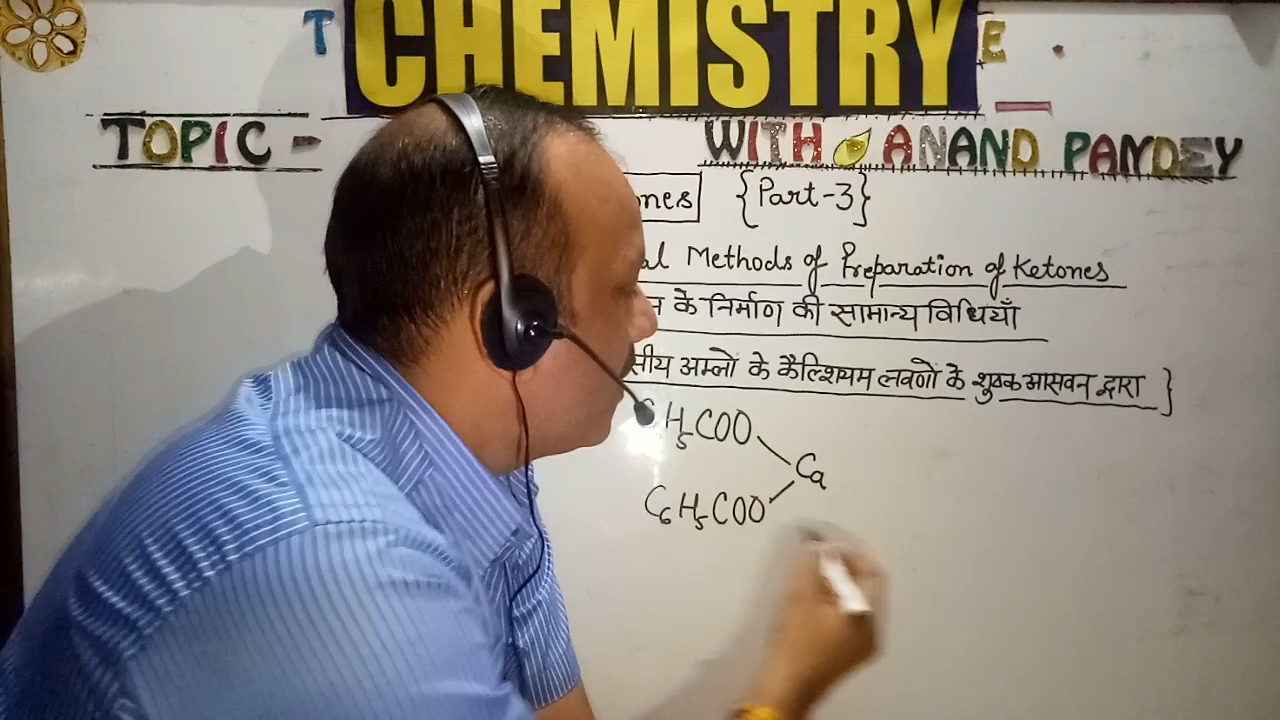 T CHEMISTRY E
TOPIC - WITH ANAND PANDEY
nes {Part-3}
al Methods of Preparation of Ketones
न के निर्माण की सामान्य विधियाँ
सीय अम्लों के कैल्शियम लवणों के शुष्क आसवन द्वारा }
C H5COO
Ca
C6H5COO